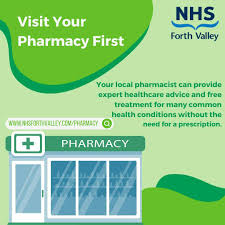 Visit Your
Pharmacy First
NHS
Forth Valley
Your local pharmacist can provide
expert healthcare advice and free
treatment for many common
health conditions without the
need for a prescription.
WWW.NHSFORTHVALLEY.COM/PHARMACY
PHARMACY